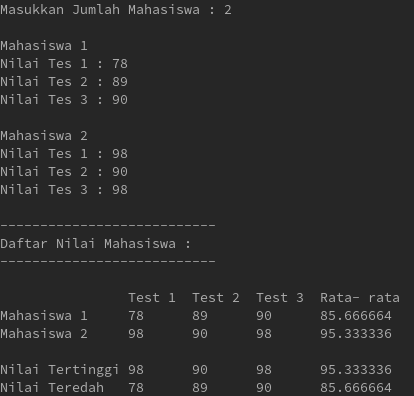 Masukkan Jumlah Mahasiswa : 2
Mahasiswa 1
Nilai Tes 1 : 78
Nilai Tes 2 : 89
Nilai Tes 3 : 90
Mahasiswa 2
Nilai Tes 1 : 98
Nilai Tes 2 : 90
Nilai Tes 3 : 98
---------------------------
Daftar Nilai Mahasiswa :
---------------------------
Test 1 Test 2 Test 3 Rata- rata
Mahasiswa 1 78 89 90 85.666664
Mahasiswa 2 98 90 98 95.333336
Nilai Tertinggi 98 90 98 95.333336
Nilai Teredah 78 89 90 85.666664